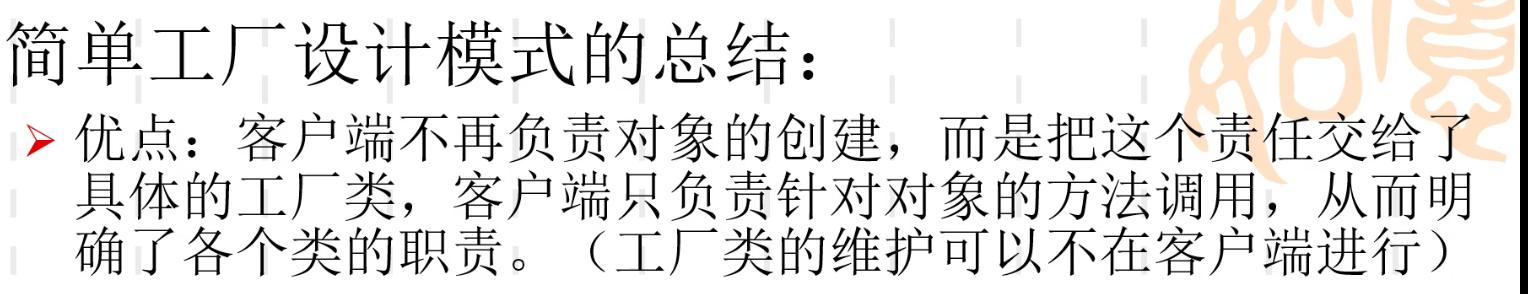 简单工厂设计模式的总结：
优点：客户端不再负责对象的创建，而是把这个责任交给了
具体的工厂类，客户端只负责针对对象的方法调用，从而明
确了各个类的职责。（工厂类的维护可以不在客户端进行）